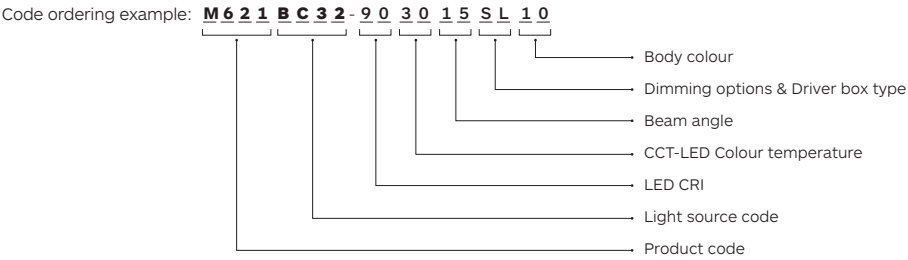 Code ordering example: M621BC32-903015SL10
Body colour
Dimming options & Driver box type
Beam angle
CCT-LED Colour temperature
LED CRI
Light source code
Product code